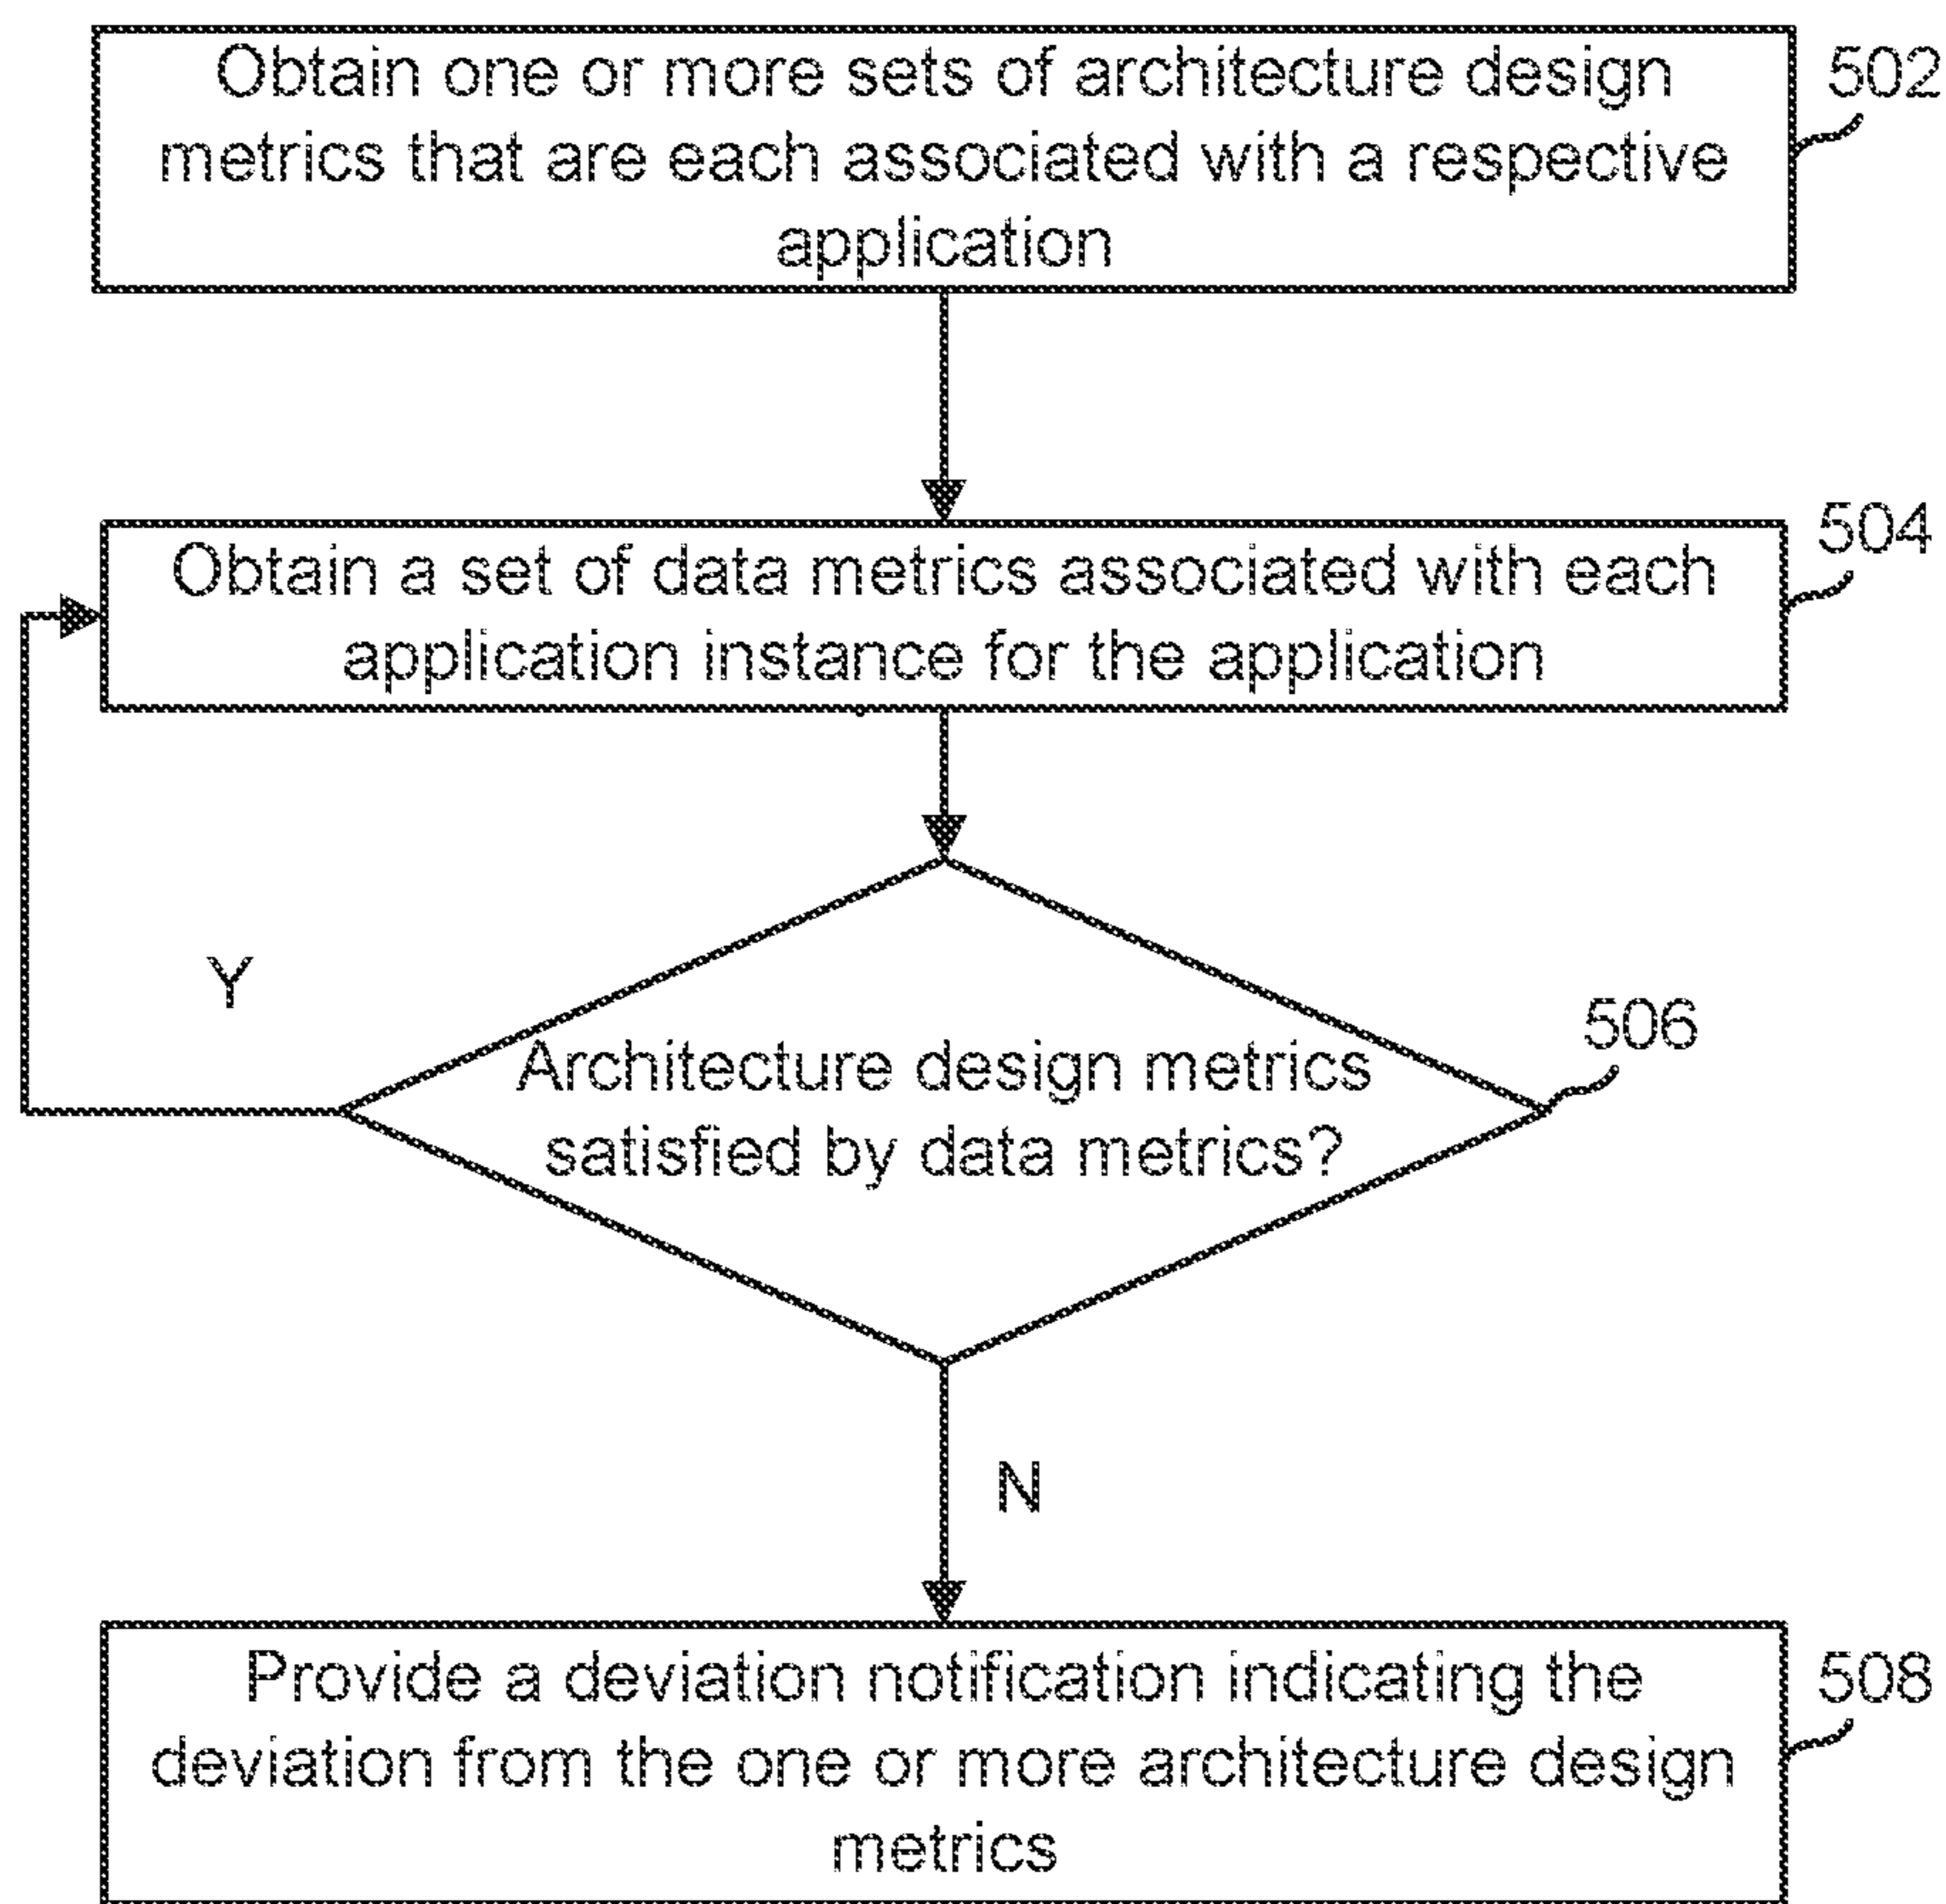 Obtain one or more sets of architecture design
metrics that are each associated with a respective
application
502
Obtain a set of data metrics associated with each
application instance for the application
504
Y
Architecture design metrics
satisfied by data metrics?
506
N
Provide a deviation notification indicating the
deviation from the one or more architecture design
metrics
508